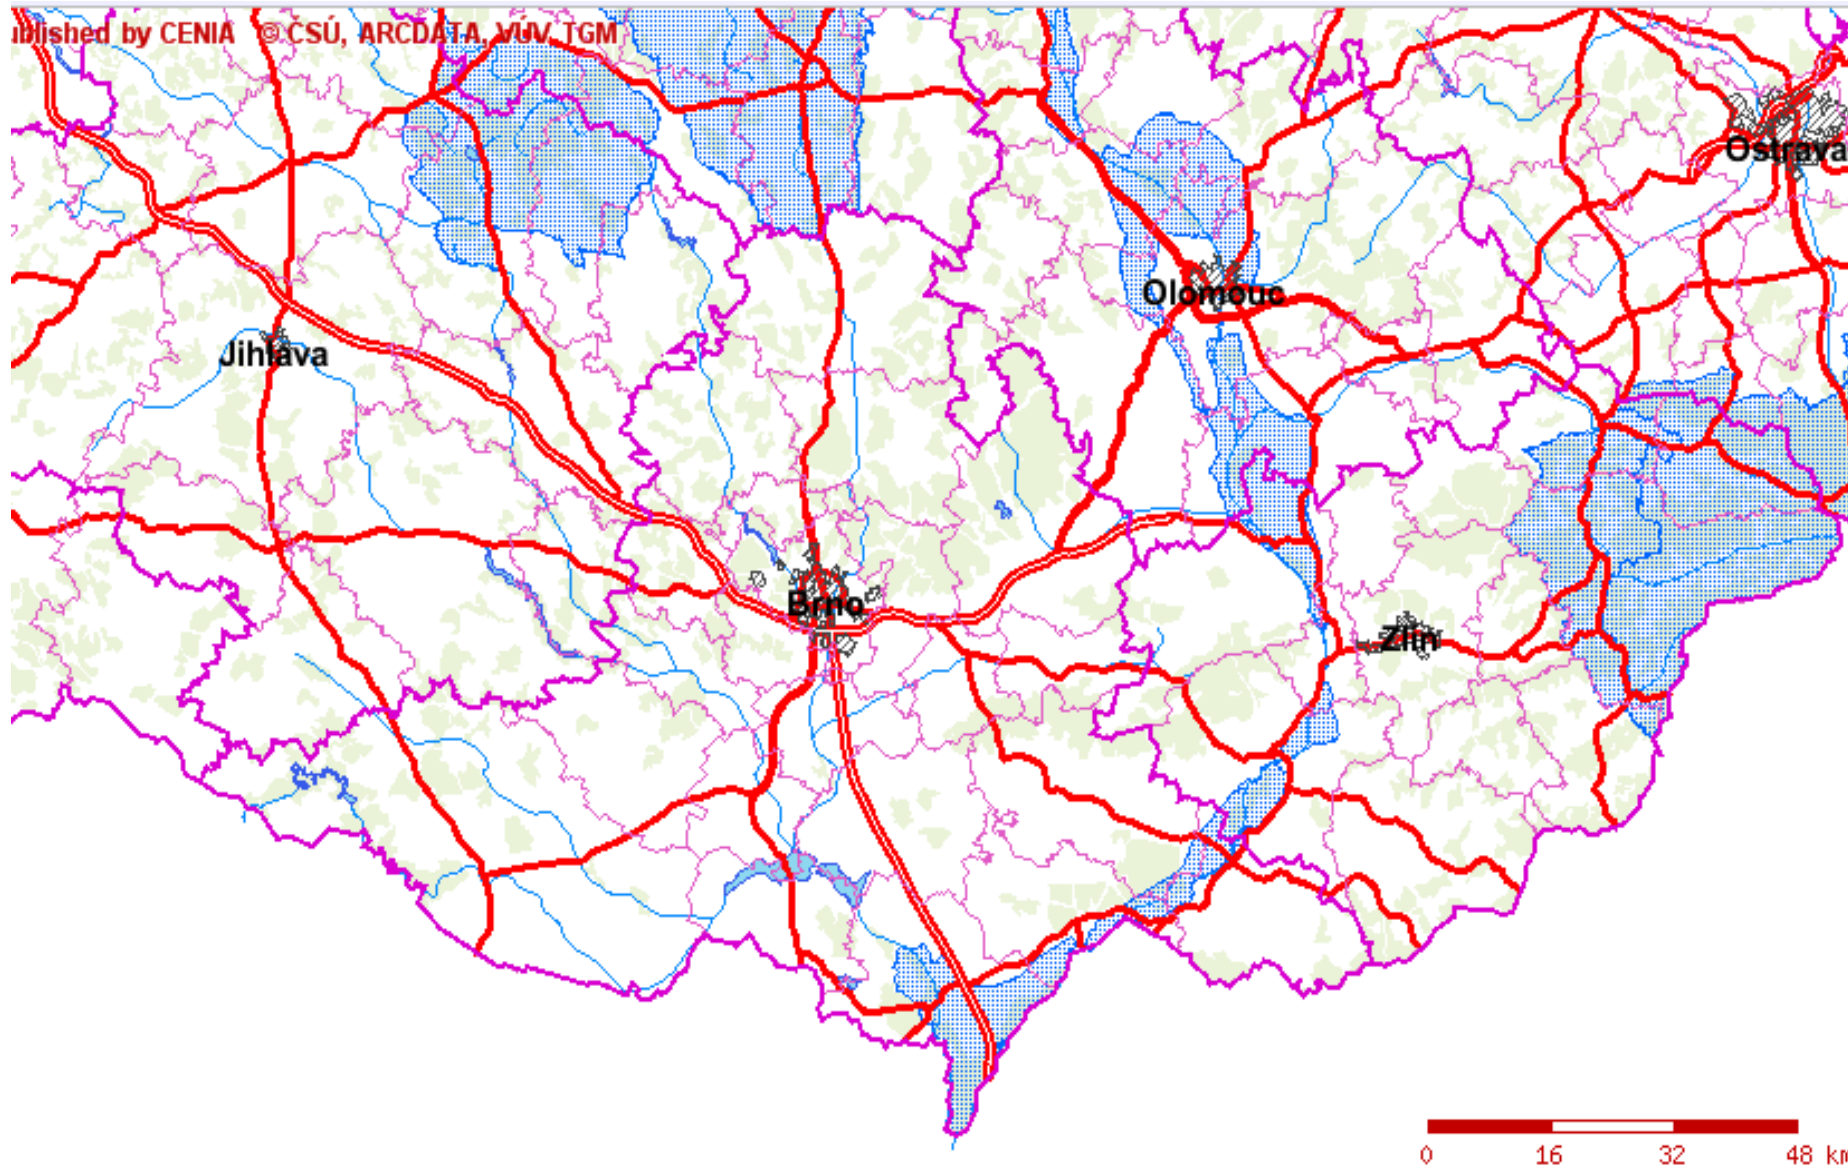 ublished by CENIA © ČSÚ, ARCDATA, VÚV TGM
Ostrava
Olomouc
Jihlava
Brno
Zlín
0 16 32 48 km